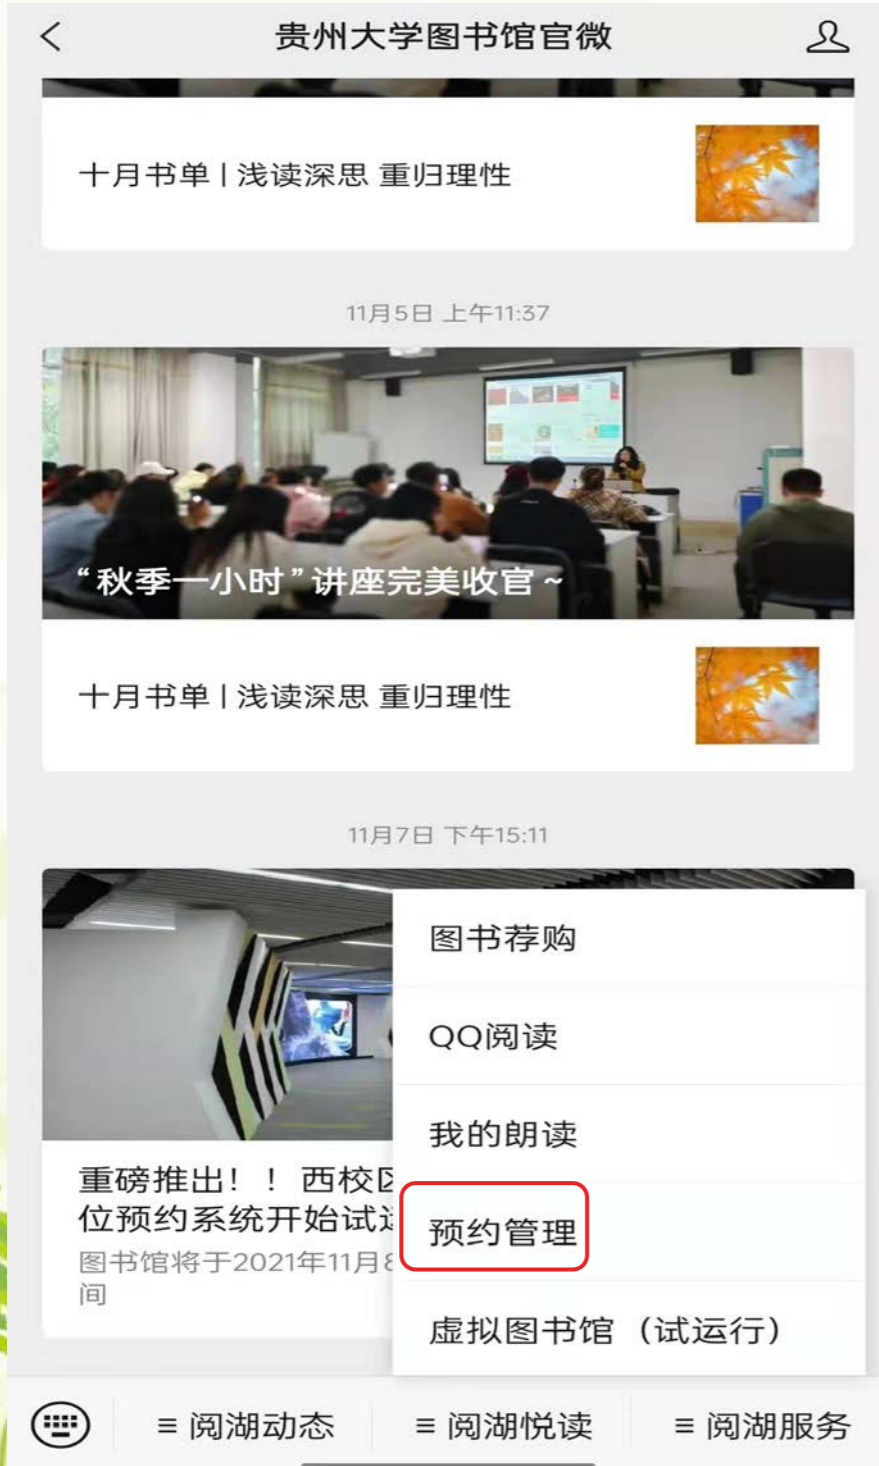 贵州大学图书馆官微
十月书单 | 浅读深思 重归理性
11月5日 上午11:37
“秋季一小时”讲座完美收官~
十月书单 | 浅读深思 重归理性
11月7日 下午15:11
重磅推出！！西校区
位预约系统开始试运
图书馆将于2021年11月8
间
图书荐购
QQ阅读
我的朗读
预约管理
虚拟图书馆（试运行）
≡ 阅湖动态
≡ 阅湖悦读
≡ 阅湖服务